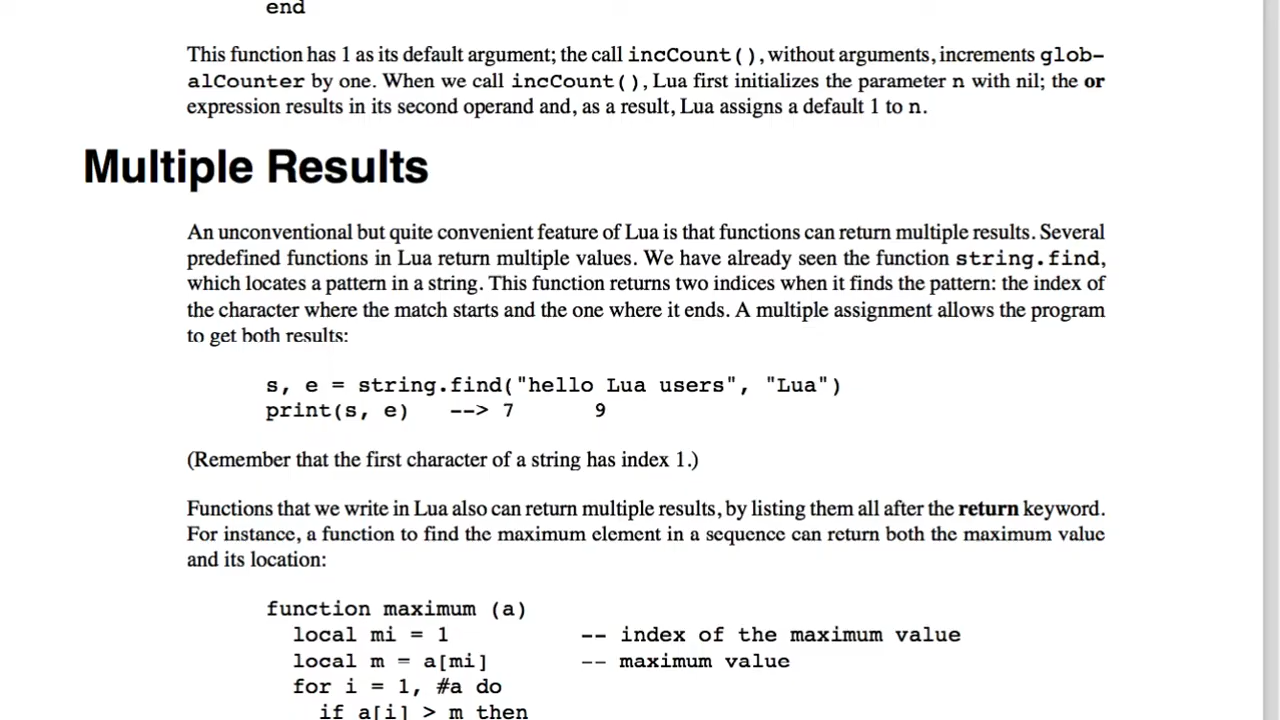 end
This function has 1 as its default argument; the call incCount(), without arguments, increments glob-
alCounter by one. When we call incCount(), Lua first initializes the parameter n with nil; the or
expression results in its second operand and, as a result, Lua assigns a default 1 to n.
Multiple Results
An unconventional but quite convenient feature of Lua is that functions can return multiple results. Several
predefined functions in Lua return multiple values. We have already seen the function string.find,
which locates a pattern in a string. This function returns two indices when it finds the pattern: the index of
the character where the match starts and the one where it ends. A multiple assignment allows the program
to get both results:
s, e = string.find("hello Lua users", "Lua")
print(s, e)   --> 7      9
(Remember that the first character of a string has index 1.)
Functions that we write in Lua also can return multiple results, by listing them all after the return keyword.
For instance, a function to find the maximum element in a sequence can return both the maximum value
and its location:
function maximum (a)
  local mi = 1          -- index of the maximum value
  local m = a[mi]       -- maximum value
  for i = 1, #a do
    if a[i] > m then